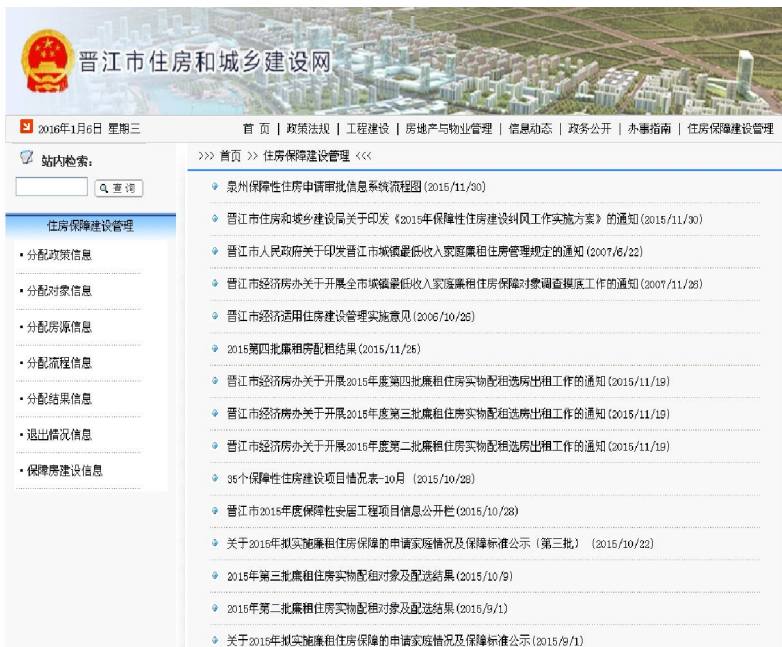 晋江市住房和城乡建设网
2016年1月6日 星期三
首 页 | 政策法规 | 工程建设 | 房地产与物业管理 | 信息动态 | 政务公开 | 办事指南 | 住房保障建设管理
站内检索:
查 询
住房保障建设管理
·分配政策信息
·分配对象信息
·分配房源信息
·分配流程信息
·分配结果信息
·退出情况信息
·保障房建设信息
>>> 首页 >> 住房保障建设管理 <<<
泉州保障性住房申请审批信息系统流程图(2015/11/30)
晋江市住房和城乡建设局关于印发《2015年保障性住房建设纠风工作实施方案》的通知(2015/11/30)
晋江市人民政府关于印发晋江市城镇最低收入家庭廉租住房管理规定的通知(2007/6/22)
晋江市经济房办关于开展全市城镇最低收入家庭廉租住房保障对象调查摸底工作的通知(2007/11/26)
晋江市经济适用住房建设管理实施意见(2006/10/26)
2015第四批廉租房配租结果(2015/11/25)
晋江市经济房办关于开展2015年度第四批廉租住房实物配租选房出租工作的通知(2015/11/19)
晋江市经济房办关于开展2015年度第三批廉租住房实物配租选房出租工作的通知(2015/11/19)
晋江市经济房办关于开展2015年度第二批廉租住房实物配租选房出租工作的通知(2015/11/19)
35个保障性住房建设项目情况表-10月 (2015/10/28)
晋江市2015年度保障性安居工程项目信息公开栏(2015/10/28)
关于2015年拟实施廉租住房保障的申请家庭情况及保障标准公示（第三批） (2015/10/22)
2015年第三批廉租住房实物配租对象及配选结果(2015/10/9)
2015年第二批廉租住房实物配租对象及配选结果(2015/9/1)
关于2015年拟实施廉租住房保障的申请家庭情况及保障标准公示(2015/9/1)